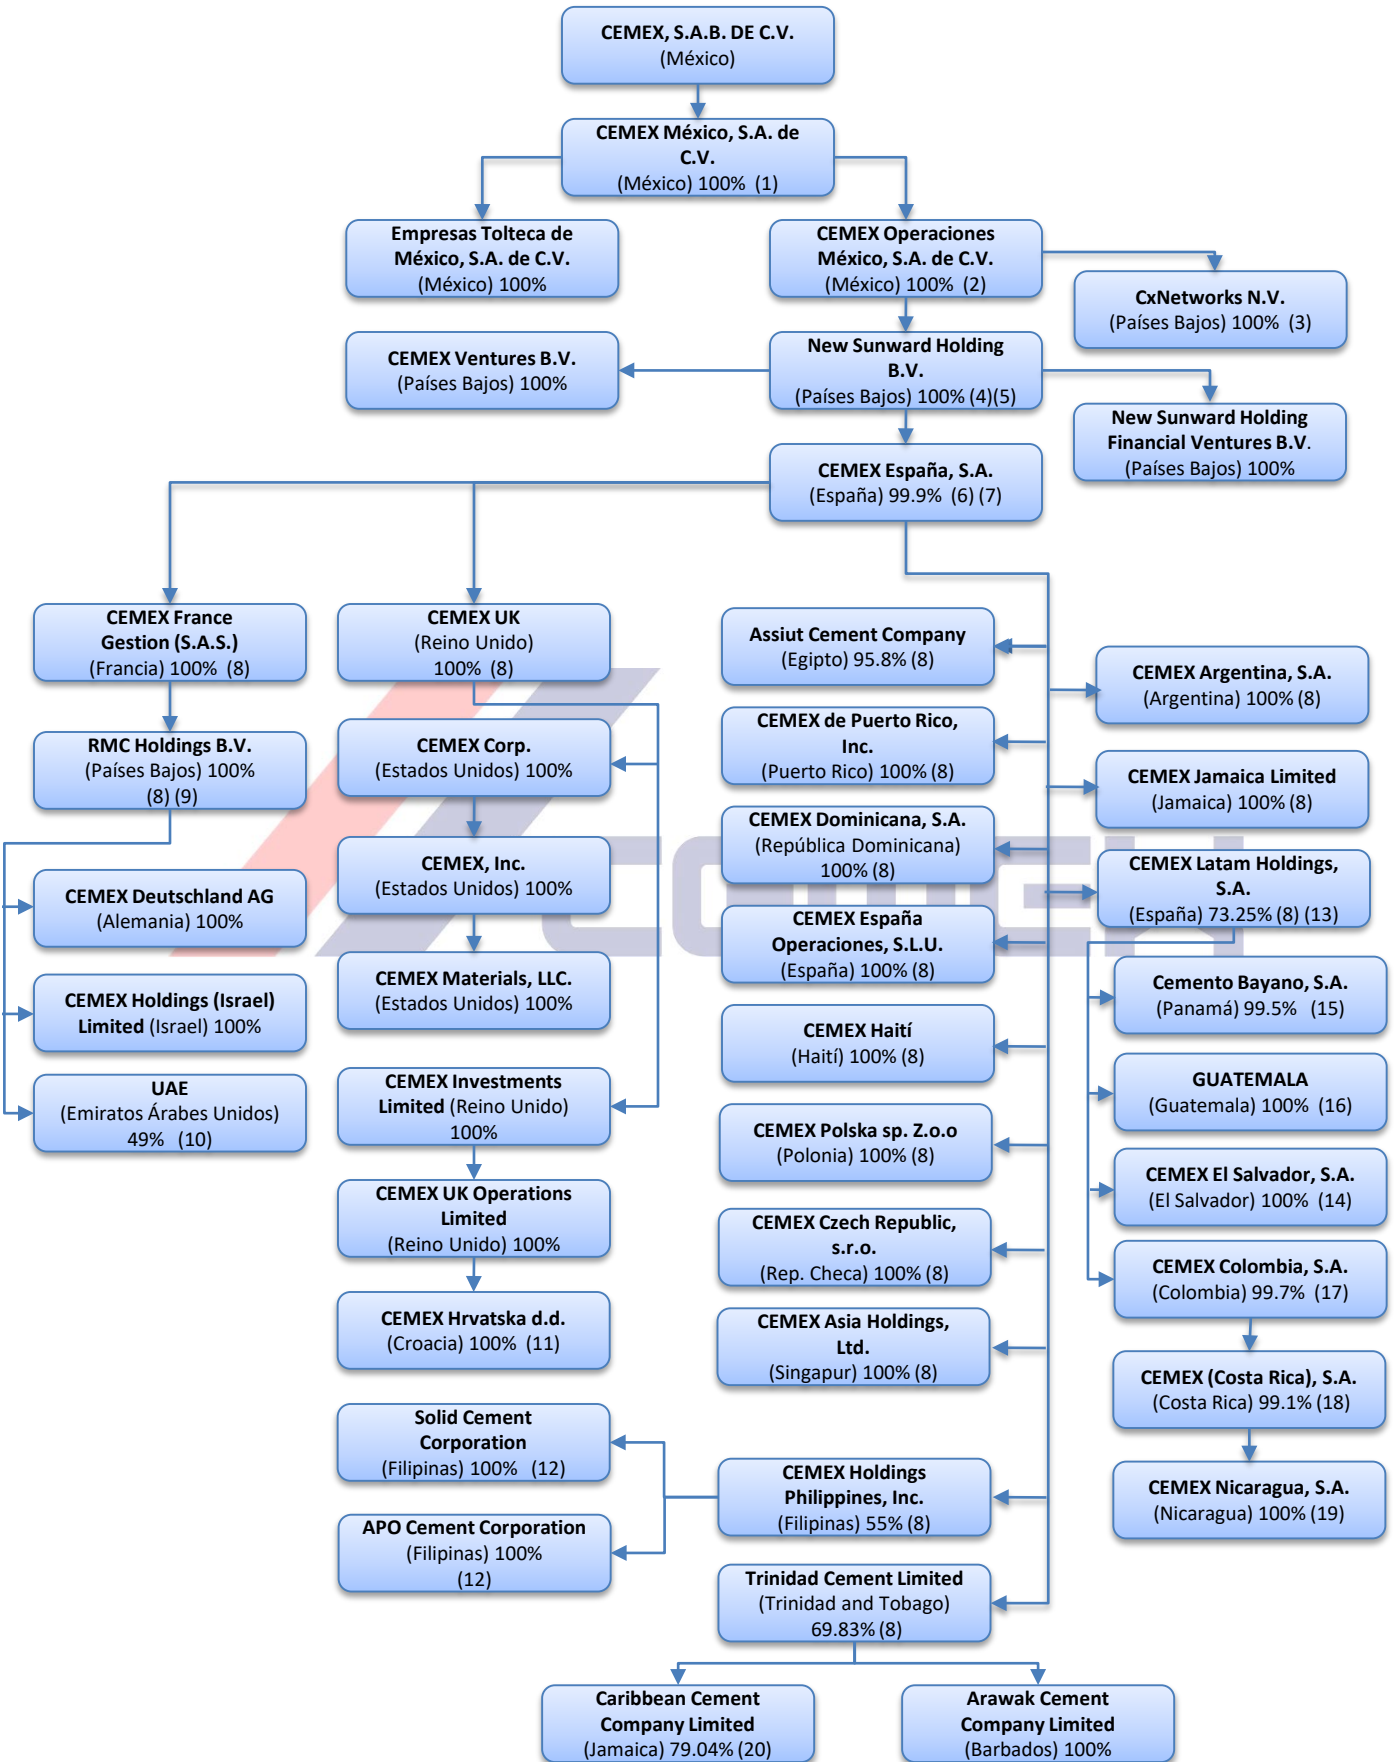 CEMEX, S.A.B. DE C.V.
(México)
CEMEX México, S.A. de
C.V.
(México) 100%  (1)
Empresas Tolteca de
México, S.A. de C.V.
(México) 100%
CEMEX Operaciones
México, S.A. de C.V.
(México) 100%  (2)
CxNetworks N.V.
(Países Bajos) 100%  (3)
CEMEX Ventures B.V.
(Países Bajos) 100%
New Sunward Holding
B.V.
(Países Bajos) 100% (4)(5)
New Sunward Holding
Financial Ventures B.V.
(Países Bajos) 100%
CEMEX España, S.A.
(España) 99.9%  (6) (7)
CEMEX France
Gestion (S.A.S.)
(Francia) 100%  (8)
RMC Holdings B.V.
(Países Bajos) 100%
(8) (9)
CEMEX Deutschland AG
(Alemania) 100%
CEMEX Holdings (Israel)
Limited (Israel) 100%
UAE
(Emiratos Árabes Unidos)
49%  (10)
CEMEX UK
(Reino Unido)
100%  (8)
CEMEX Corp.
(Estados Unidos) 100%
CEMEX, Inc.
(Estados Unidos) 100%
CEMEX Materials, LLC.
(Estados Unidos) 100%
CEMEX Investments
Limited (Reino Unido)
100%
CEMEX UK Operations
Limited
(Reino Unido) 100%
CEMEX Hrvatska d.d.
(Croacia) 100%  (11)
Solid Cement
Corporation
(Filipinas) 100%  (12)
APO Cement Corporation
(Filipinas) 100%
(12)
Assiut Cement Company
(Egipto) 95.8% (8)
CEMEX de Puerto Rico,
Inc.
(Puerto Rico) 100% (8)
CEMEX Dominicana, S.A.
(República Dominicana)
100% (8)
CEMEX España
Operaciones, S.L.U.
(España) 100% (8)
CEMEX Haití
(Haití) 100% (8)
CEMEX Polska sp. Z.o.o
(Polonia) 100% (8)
CEMEX Czech Republic,
s.r.o.
(Rep. Checa) 100% (8)
CEMEX Asia Holdings,
Ltd.
(Singapur) 100% (8)
CEMEX Holdings
Philippines, Inc.
(Filipinas) 55% (8)
Trinidad Cement Limited
(Trinidad and Tobago)
69.83% (8)
Caribbean Cement
Company Limited
(Jamaica) 79.04% (20)
Arawak Cement
Company Limited
(Barbados) 100%
CEMEX Argentina, S.A.
(Argentina) 100% (8)
CEMEX Jamaica Limited
(Jamaica) 100% (8)
CEMEX Latam Holdings,
S.A.
(España) 73.25% (8) (13)
Cemento Bayano, S.A.
(Panamá) 99.5%  (15)
GUATEMALA
(Guatemala) 100%  (16)
CEMEX El Salvador, S.A.
(El Salvador) 100%  (14)
CEMEX Colombia, S.A.
(Colombia) 99.7%  (17)
CEMEX (Costa Rica), S.A.
(Costa Rica) 99.1% (18)
CEMEX Nicaragua, S.A.
(Nicaragua) 100% (19)
CEMEX